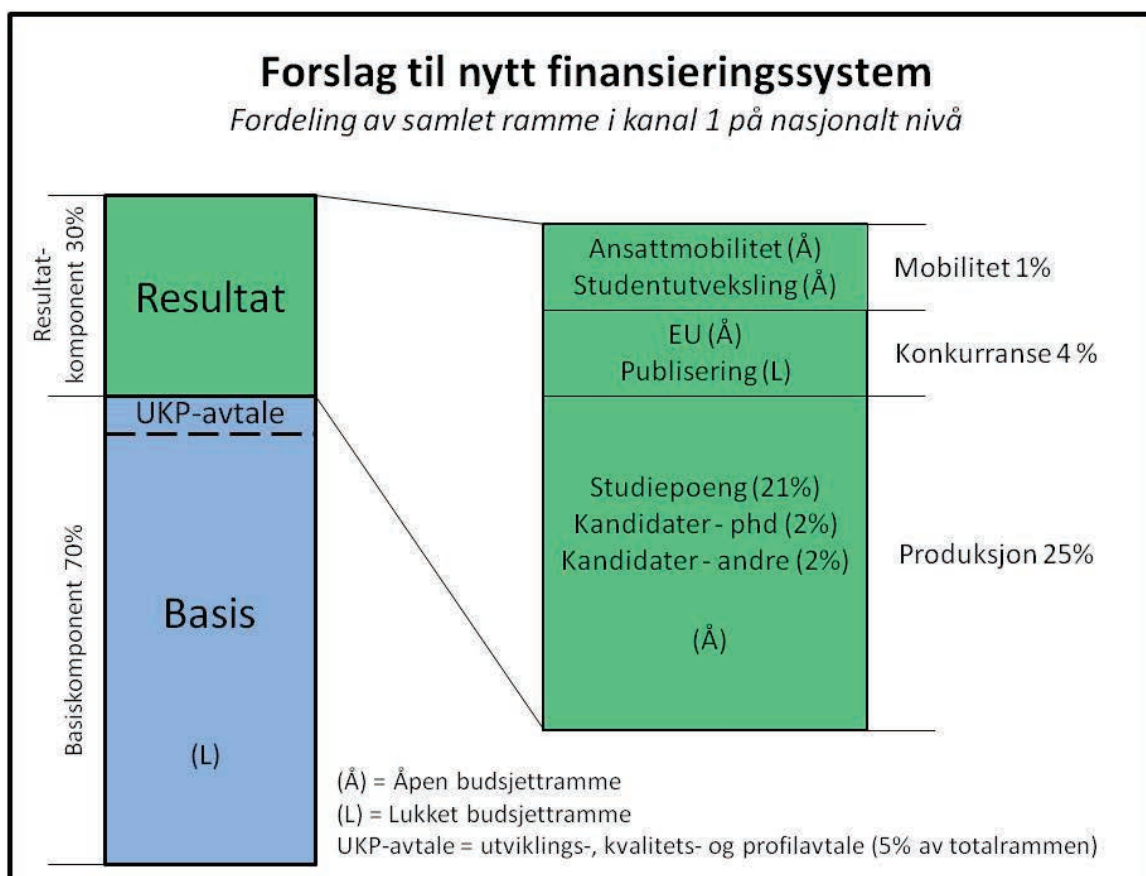 Forslag til nytt finansieringssystem
Fordeling av samlet ramme i kanal 1 på nasjonalt nivå
Resultat-
komponent 30%
Resultat
UKP-avtale
Basiskomponent 70%
Basis
(L)
Ansattmobilitet (Å)
Studentutveksling (Å)
Mobilitet 1%
EU (Å)
Publisering (L)
Konkurranse 4 %
Studiepoeng (21%)
Kandidater - phd (2%)
Kandidater - andre (2%)
(Å)
Produksjon 25%
(Å) = Åpen budsjettramme
(L) = Lukket budsjettramme
UKP-avtale = utviklings-, kvalitets- og profilavtale (5% av totalrammen)